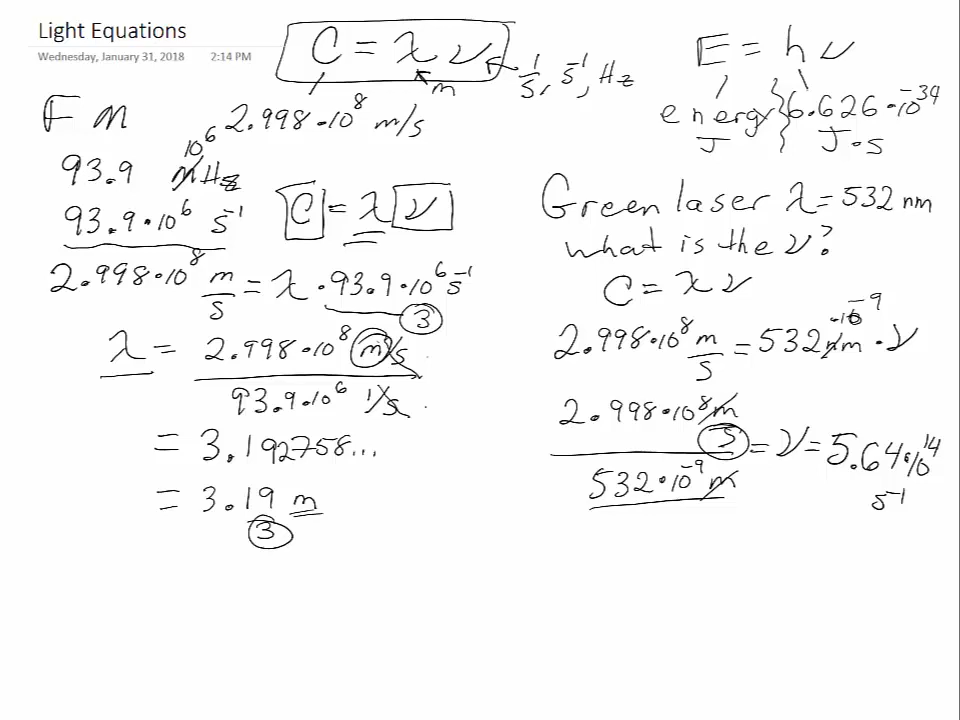 Light Equations
Wednesday, January 31, 2018 2:14 PM
C = λν
1/s, s⁻¹, Hz
m
2.998·10⁸ m/s
FM
10⁶
93.9 mHz
93.9·10⁶ s⁻¹
C = λν
2.998·10⁸ m/s = λ·93.9·10⁶ s⁻¹
3
λ = 2.998·10⁸ m/s
93.9·10⁶ 1/s
= 3.192758...
= 3.19 m
3
E = hν
energy 6.626·10⁻³⁴
J J·s
Green laser λ = 532 nm
what is the ν?
C = λν
·10⁻⁹
2.998·10⁸ m/s = 532 nm · ν
2.998·10⁸ m
s
532·10⁻⁹ m
= ν = 5.64·10¹⁴
s⁻¹